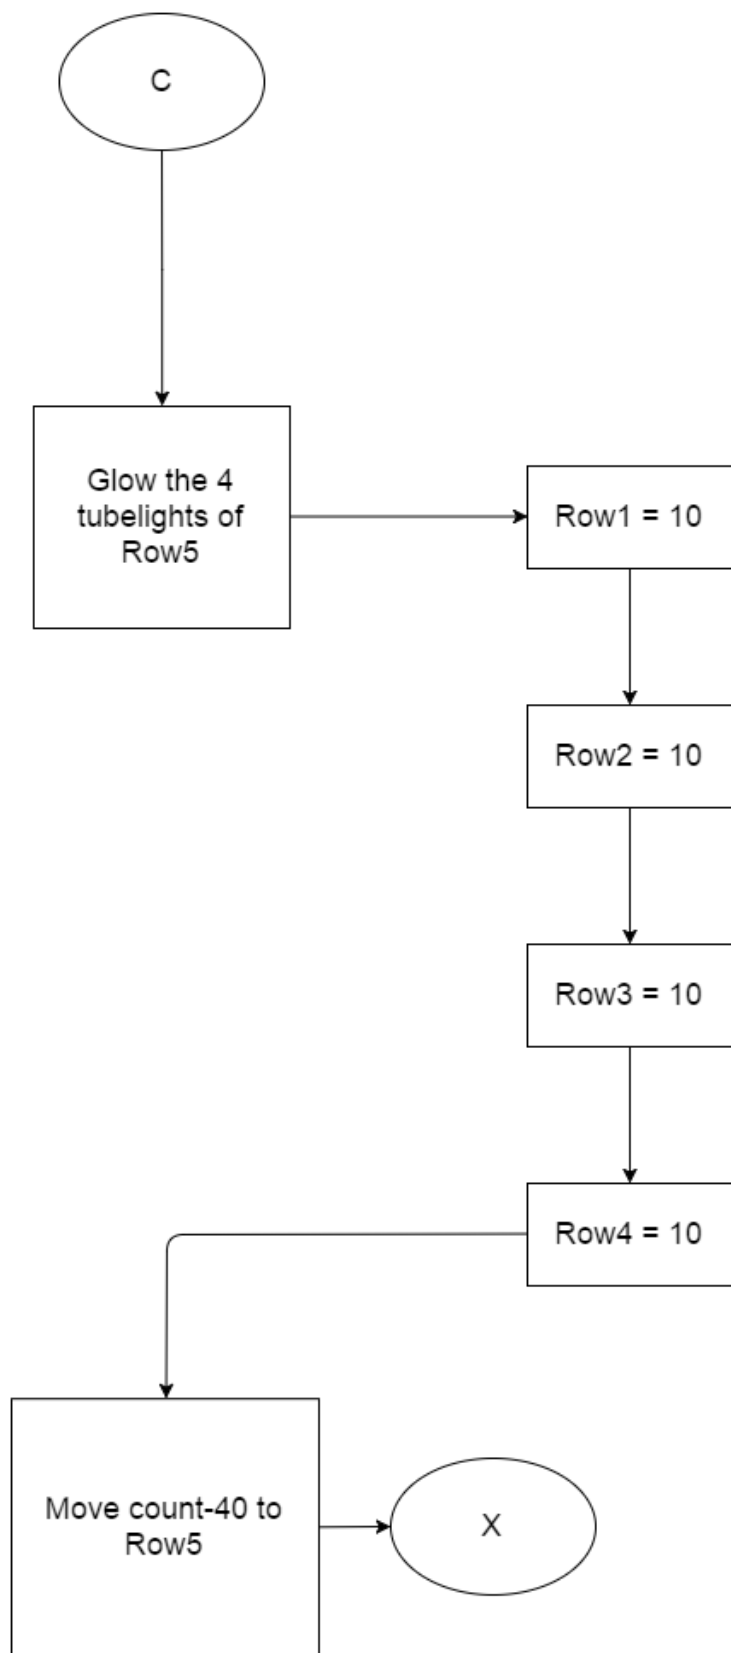 C
Glow the 4
tubelights of
Row5
Row1 = 10
Row2 = 10
Row3 = 10
Row4 = 10
Move count-40 to
Row5
X